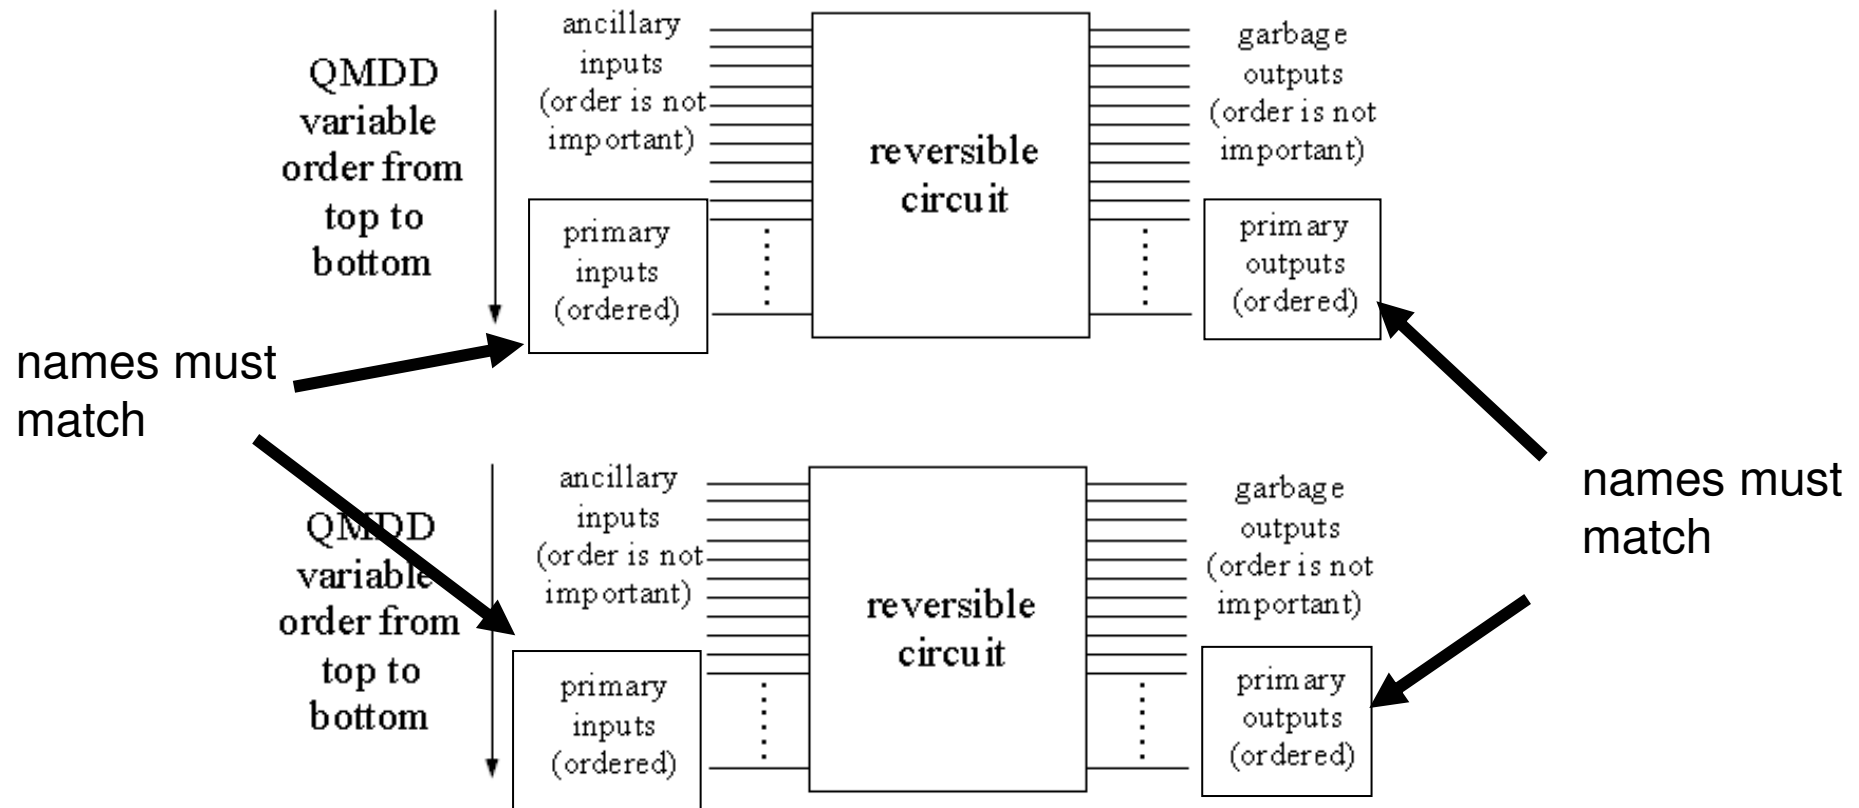 QMDD
variable
order from
top to
bottom
ancillary
inputs
(order is not
important)
primary
inputs
(ordered)
reversible
circuit
garbage
outputs
(order is not
important)
primary
outputs
(ordered)
names must
match
names must
match
QMDD
variable
order from
top to
bottom
ancillary
inputs
(order is not
important)
primary
inputs
(ordered)
reversible
circuit
garbage
outputs
(order is not
important)
primary
outputs
(ordered)